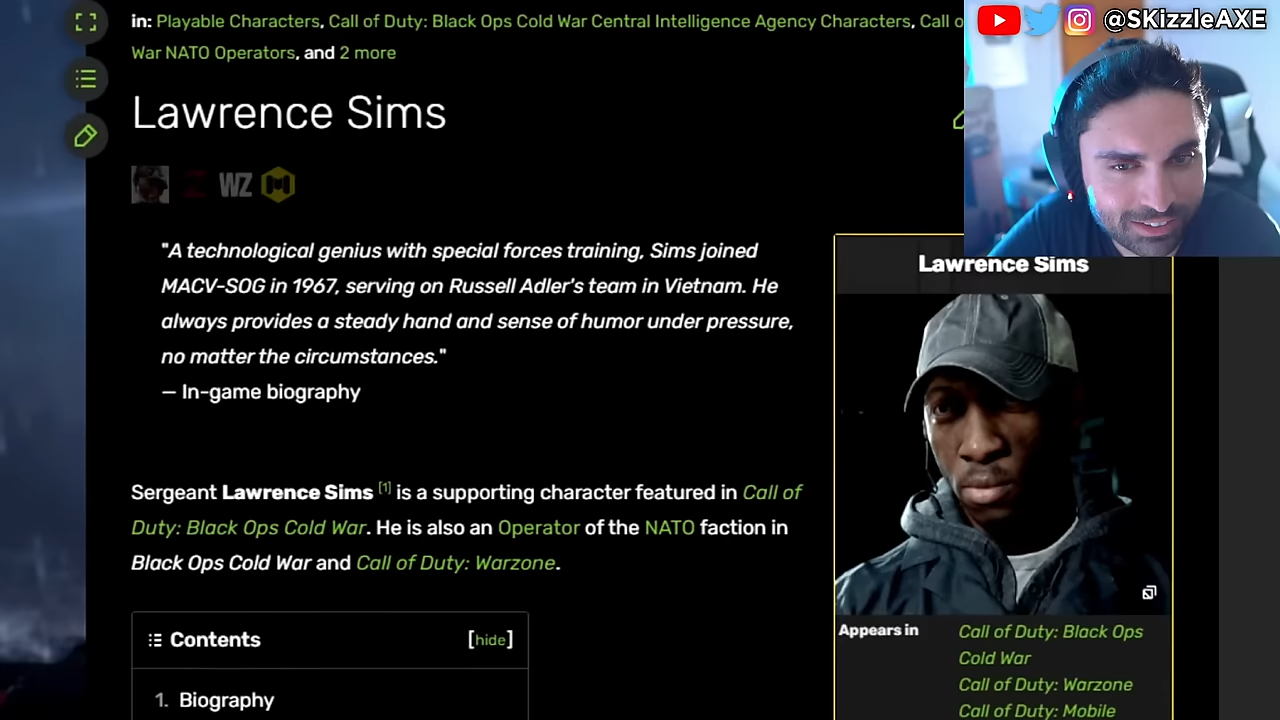 in: Playable Characters, Call of Duty: Black Ops Cold War Central Intelligence Agency Characters, Call o
War NATO Operators, and 2 more
@SKizzleAXE
Lawrence Sims
WZ
"A technological genius with special forces training, Sims joined
MACV-SOG in 1967, serving on Russell Adler's team in Vietnam. He
always provides a steady hand and sense of humor under pressure,
no matter the circumstances."
— In-game biography
Sergeant Lawrence Sims [1] is a supporting character featured in Call of
Duty: Black Ops Cold War. He is also an Operator of the NATO faction in
Black Ops Cold War and Call of Duty: Warzone.
Contents [hide]
1. Biography
Lawrence Sims
Appears in Call of Duty: Black Ops
Cold War
Call of Duty: Warzone
Call of Duty: Mobile